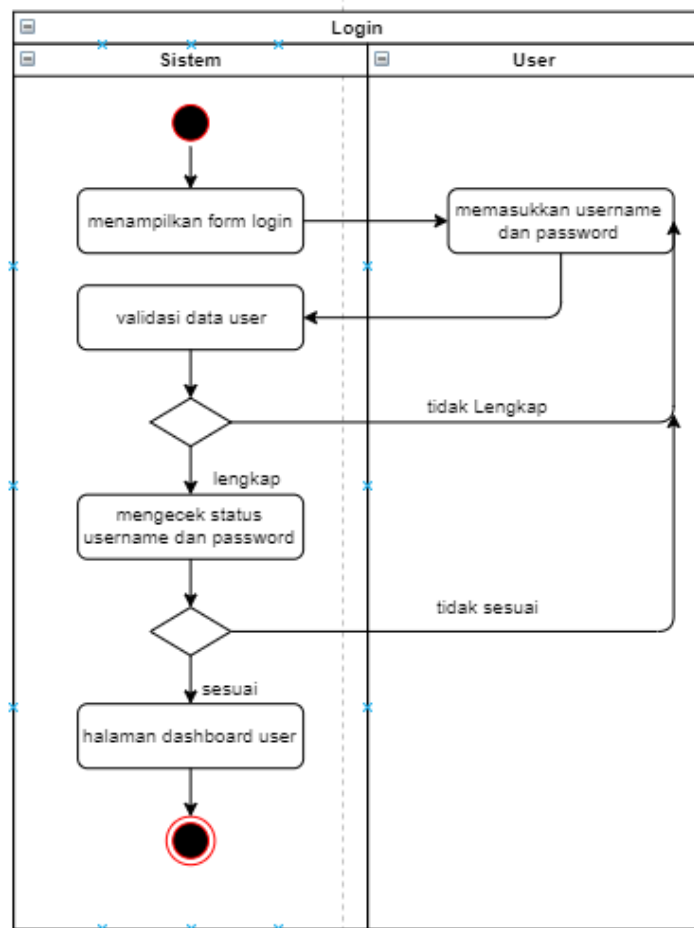 Login
Sistem
User
menampilkan form login
memasukkan username
dan password
validasi data user
tidak Lengkap
lengkap
mengecek status
username dan password
tidak sesuai
sesuai
halaman dashboard user